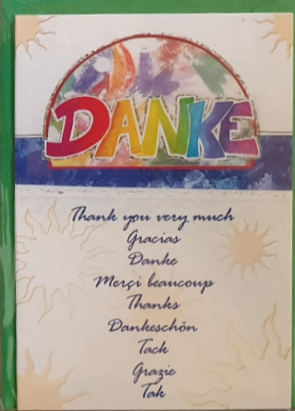 DANKE
Thank you very much
Gracias
Danke
Merçi beaucoup
Thanks
Dankeschön
Tack
Grazie
Tak